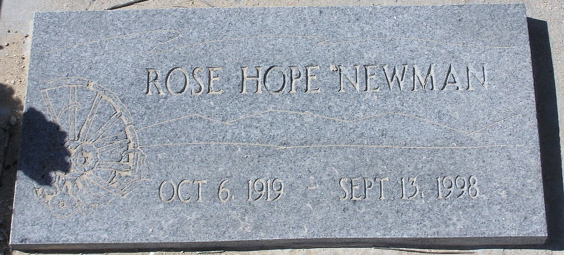 ROSE HOPE NEWMAN
OCT 6, 1919 - SEPT 13, 1998